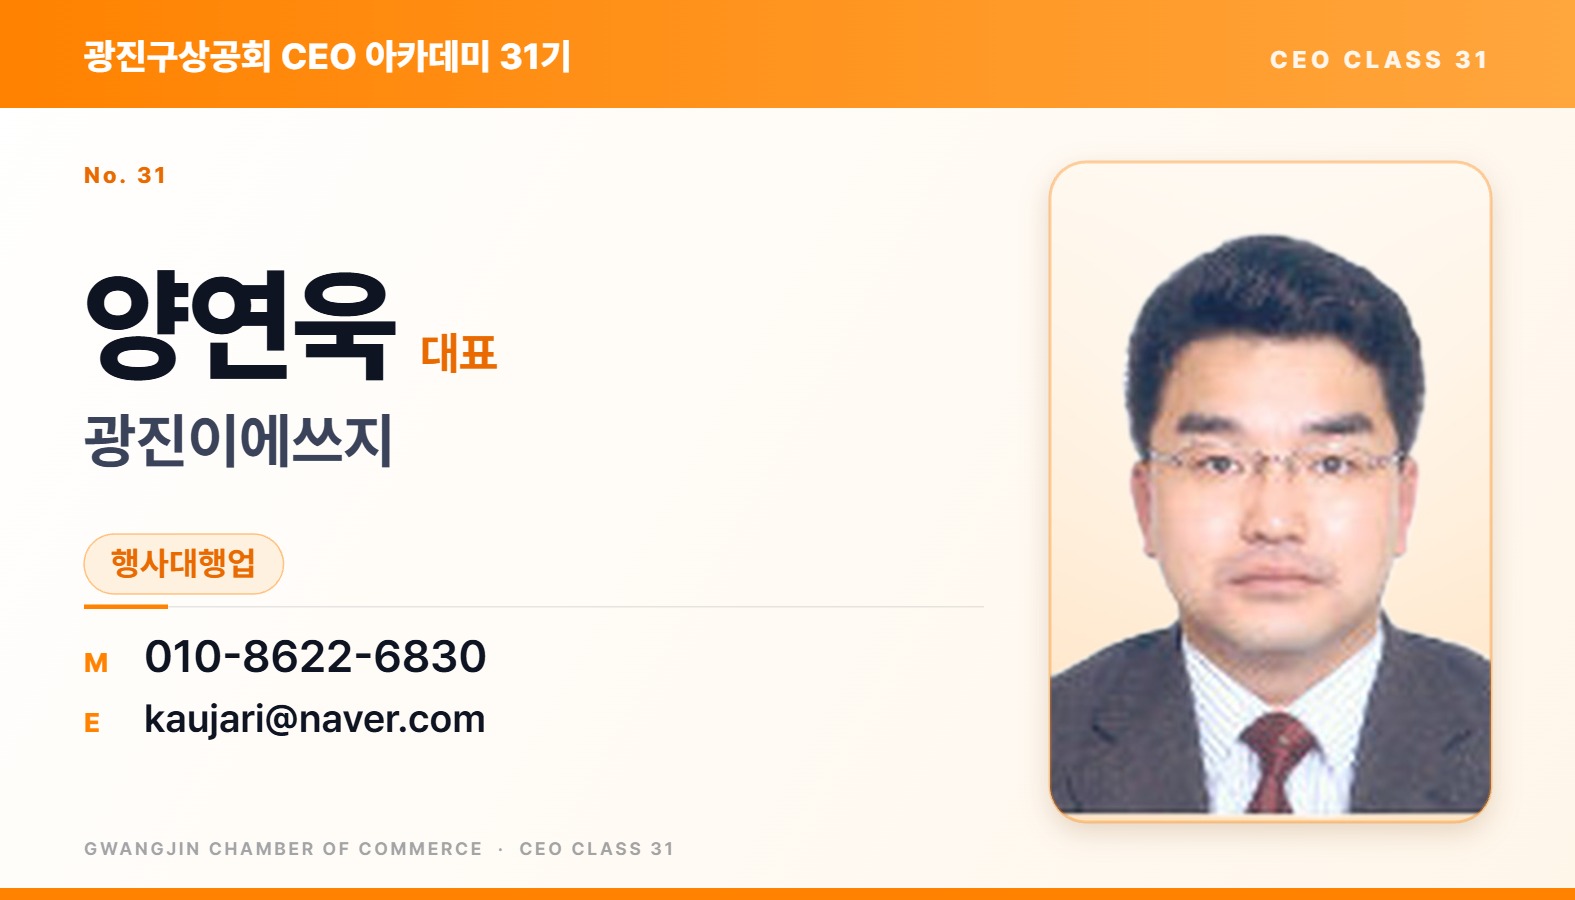 광진구상공회 CEO 아카데미 31기
CEO CLASS 31
No. 31
양연욱 대표
광진이에쓰지
행사대행업
M 010-8622-6830
E kaujari@naver.com
GWANGJIN CHAMBER OF COMMERCE · CEO CLASS 31